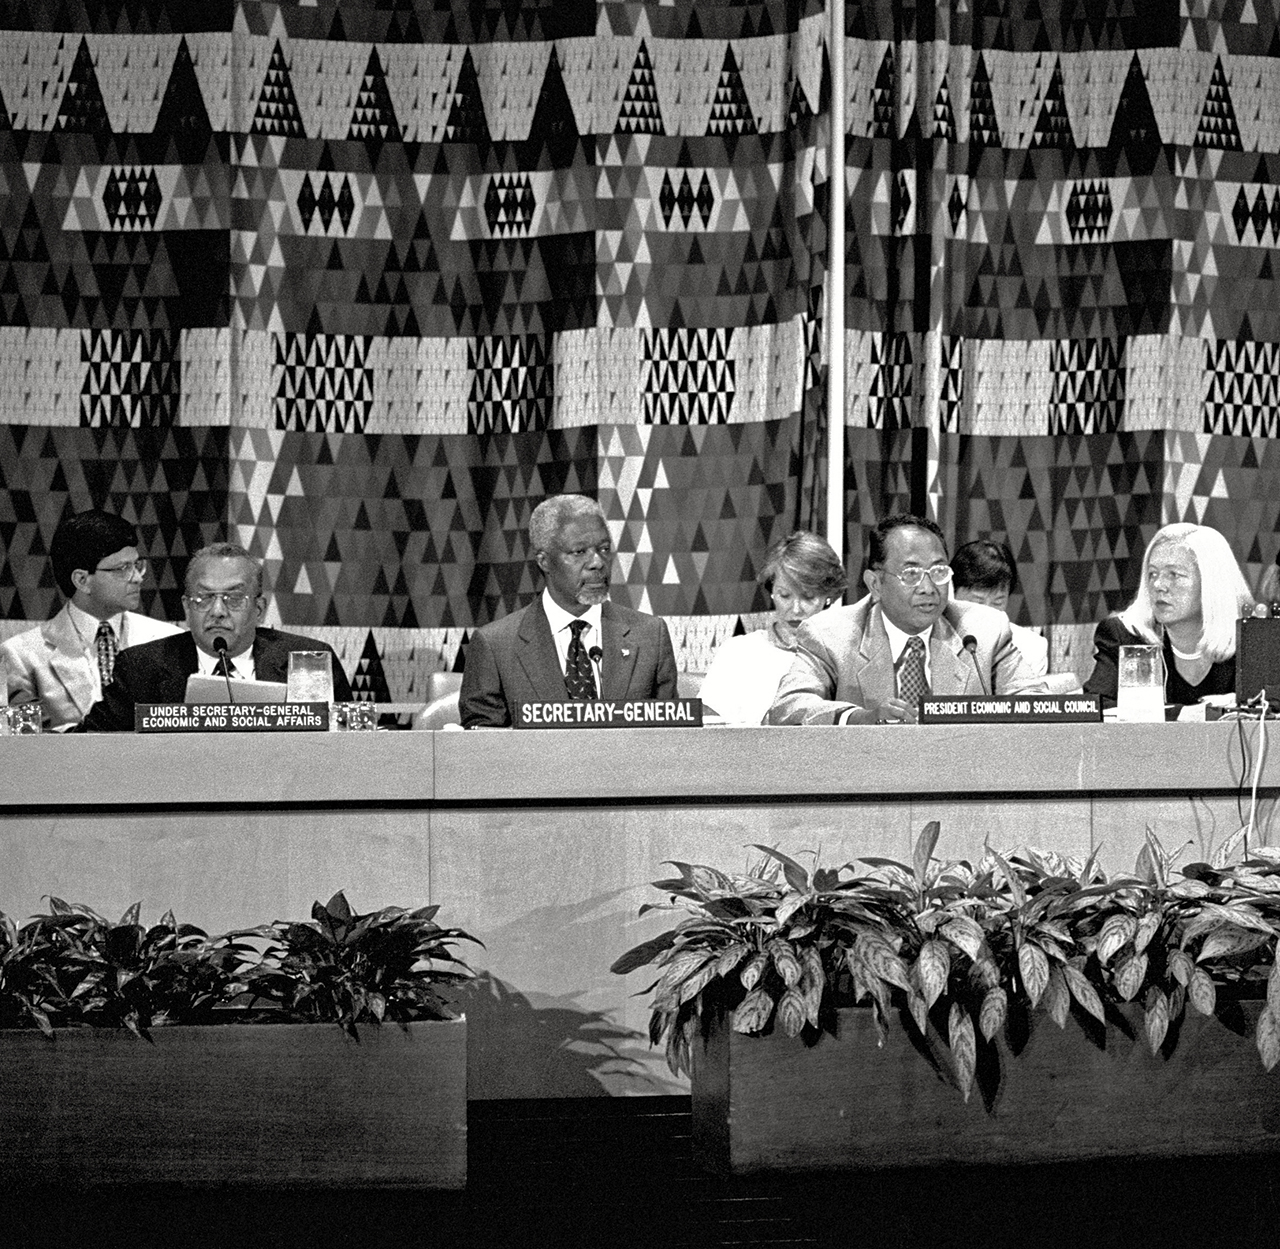 UNDER SECRETARY-GENERAL
ECONOMIC AND SOCIAL AFFAIRS
SECRETARY-GENERAL
PRESIDENT ECONOMIC AND SOCIAL COUNCIL